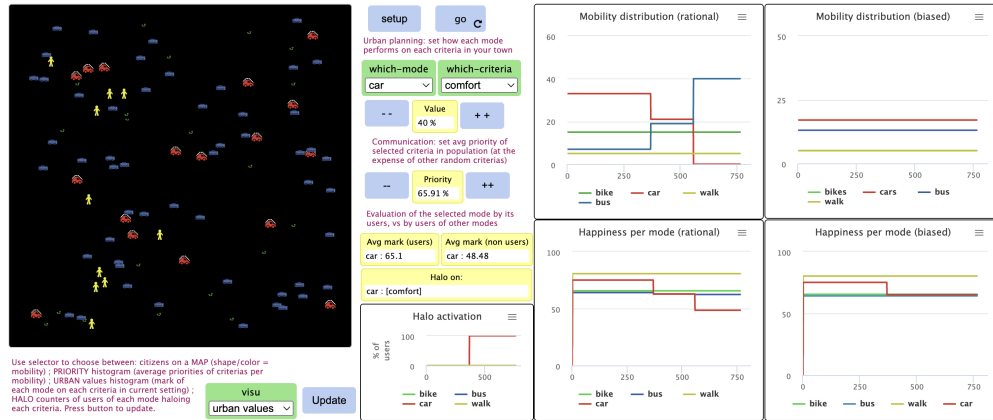 setup
go
Urban planning: set how each mode
performs on each criteria in your town
which-mode
car
which-criteria
comfort
- -
Value
40 %
+ +
Communication: set avg priority of
selected criteria in population (at the
expense of other random criterias)
--
Priority
65.91 %
++
Evaluation of the selected mode by its
users, vs by users of other modes
Avg mark (users)
car : 65.1
Avg mark (non users)
car : 48.48
Halo on:
car : [comfort]
Halo activation
% of
users
100
0
0
500
bike
bus
car
walk
Use selector to choose between: citizens on a MAP (shape/color =
mobility) ; PRIORITY histogram (average priorities of criterias per
mobility) ; URBAN values histogram (mark of
each mode on each criteria in current setting) ;
HALO counters of users of each mode haloing
each criteria. Press button to update.
visu
urban values
Update
Mobility distribution (rational)
60
40
20
0
0
250
500
750
bike
car
walk
bus
Mobility distribution (biased)
50
25
0
0
250
500
750
bikes
cars
bus
walk
Happiness per mode (rational)
100
50
0
0
250
500
750
bike
bus
car
walk
Happiness per mode (biased)
100
0
0
250
500
750
bike
walk
bus
car